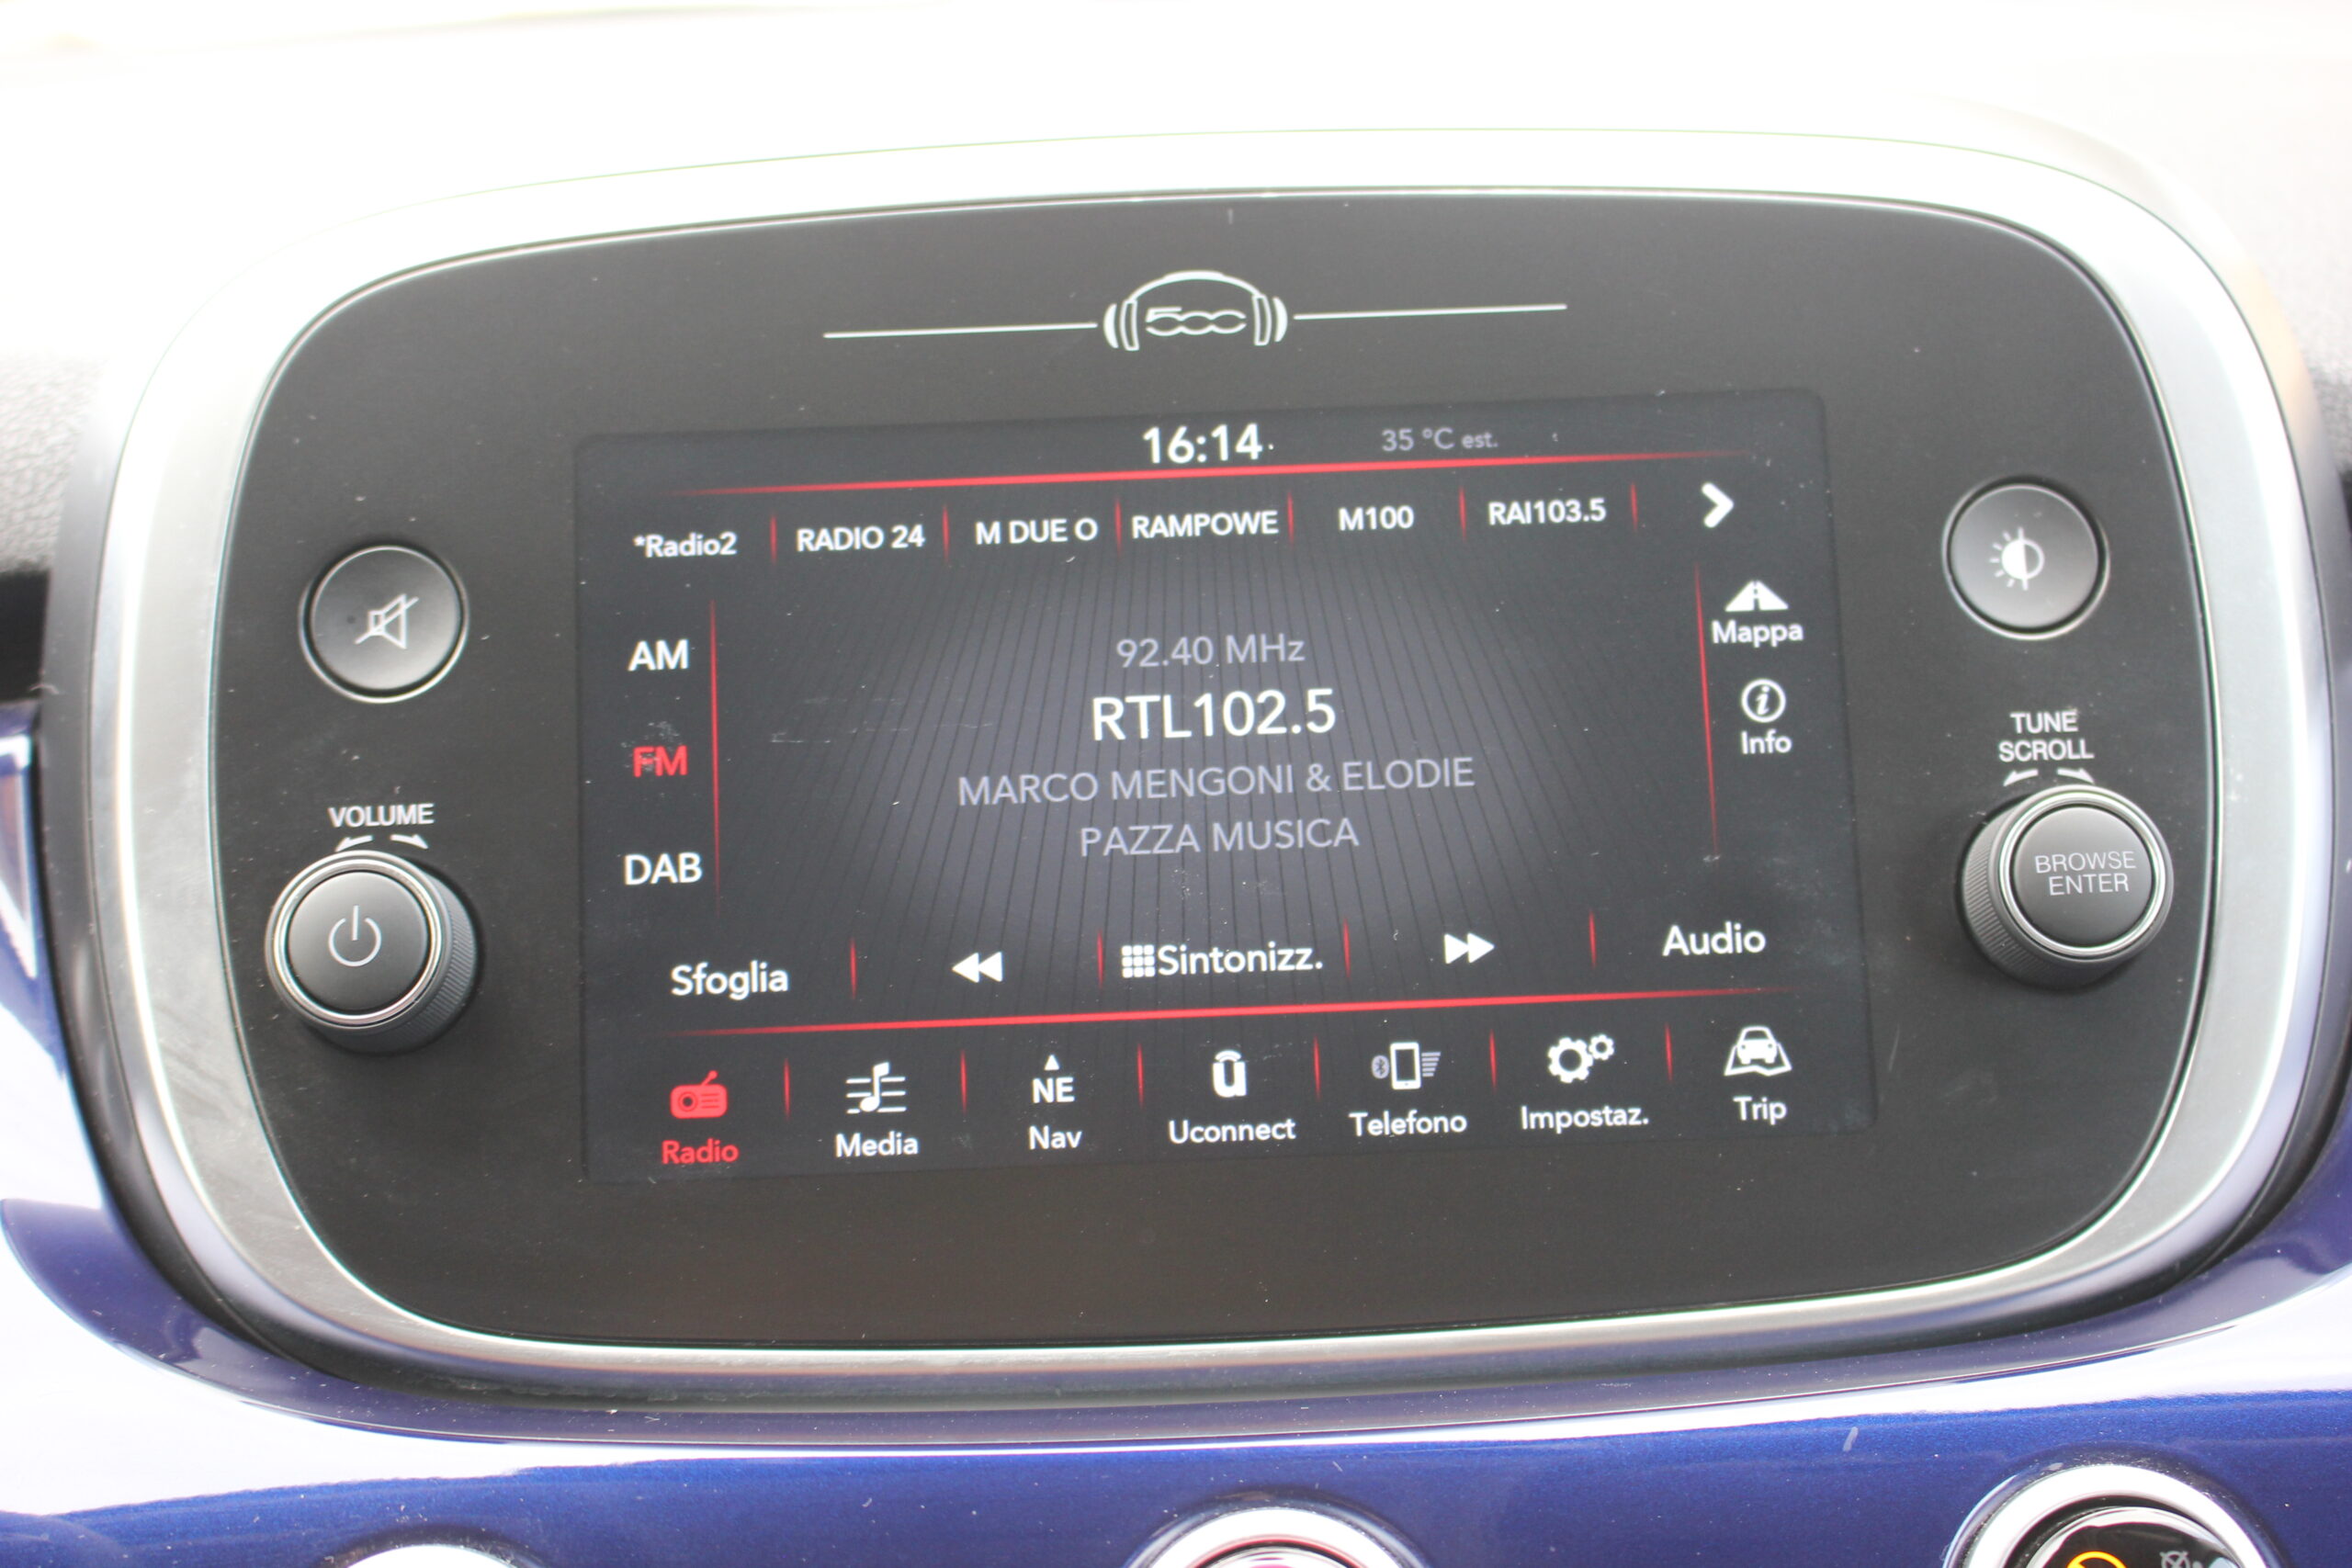 500
16:14 35 °C est.
*Radio2 RADIO 24 M DUE O RAMPOWE M100 RAI103.5
Mappa
AM
92.40 MHz
RTL102.5
Info
TUNE
SCROLL
FM
MARCO MENGONI & ELODIE
VOLUME
PAZZA MUSICA
DAB
BROWSE
ENTER
Sfoglia Sintonizz. Audio
NE
Radio Media Nav Uconnect Telefono Impostaz. Trip